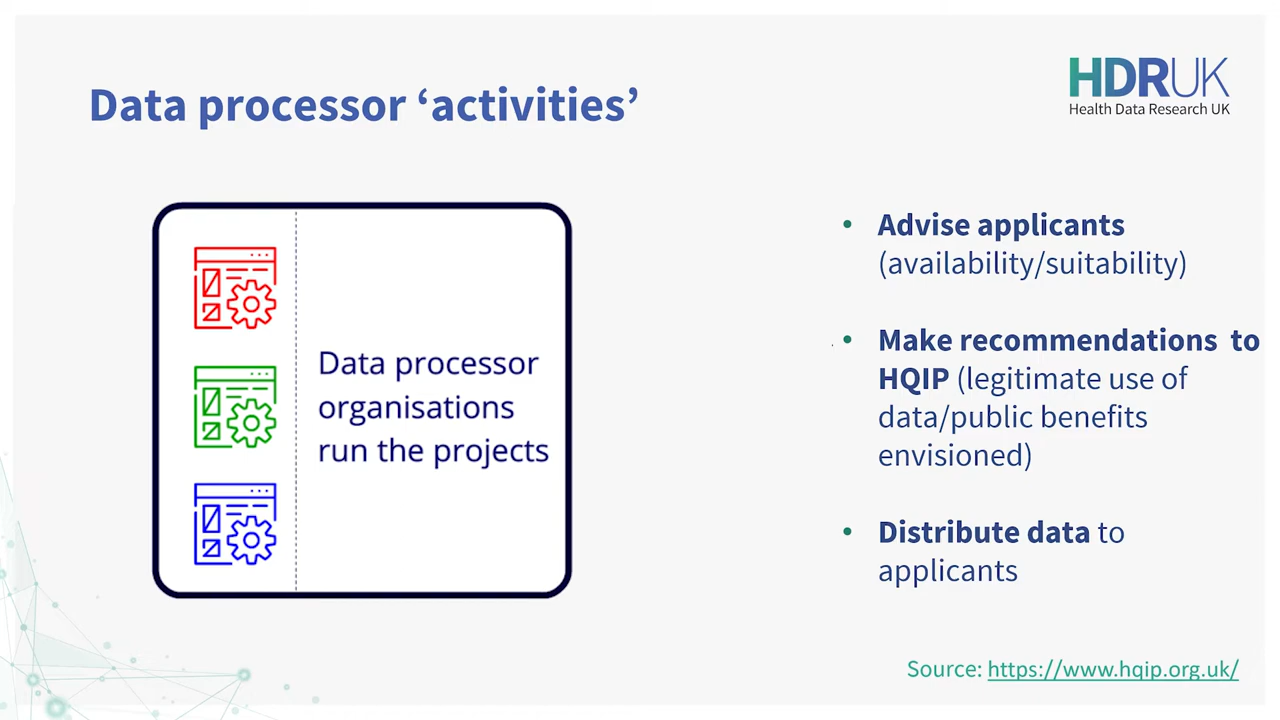 Data processor ‘activities’
HDRUK
Health Data Research UK
Data processor
organisations
run the projects
• Advise applicants
(availability/suitability)
• Make recommendations to
HQIP (legitimate use of
data/public benefits
envisioned)
• Distribute data to
applicants
Source: https://www.hqip.org.uk/